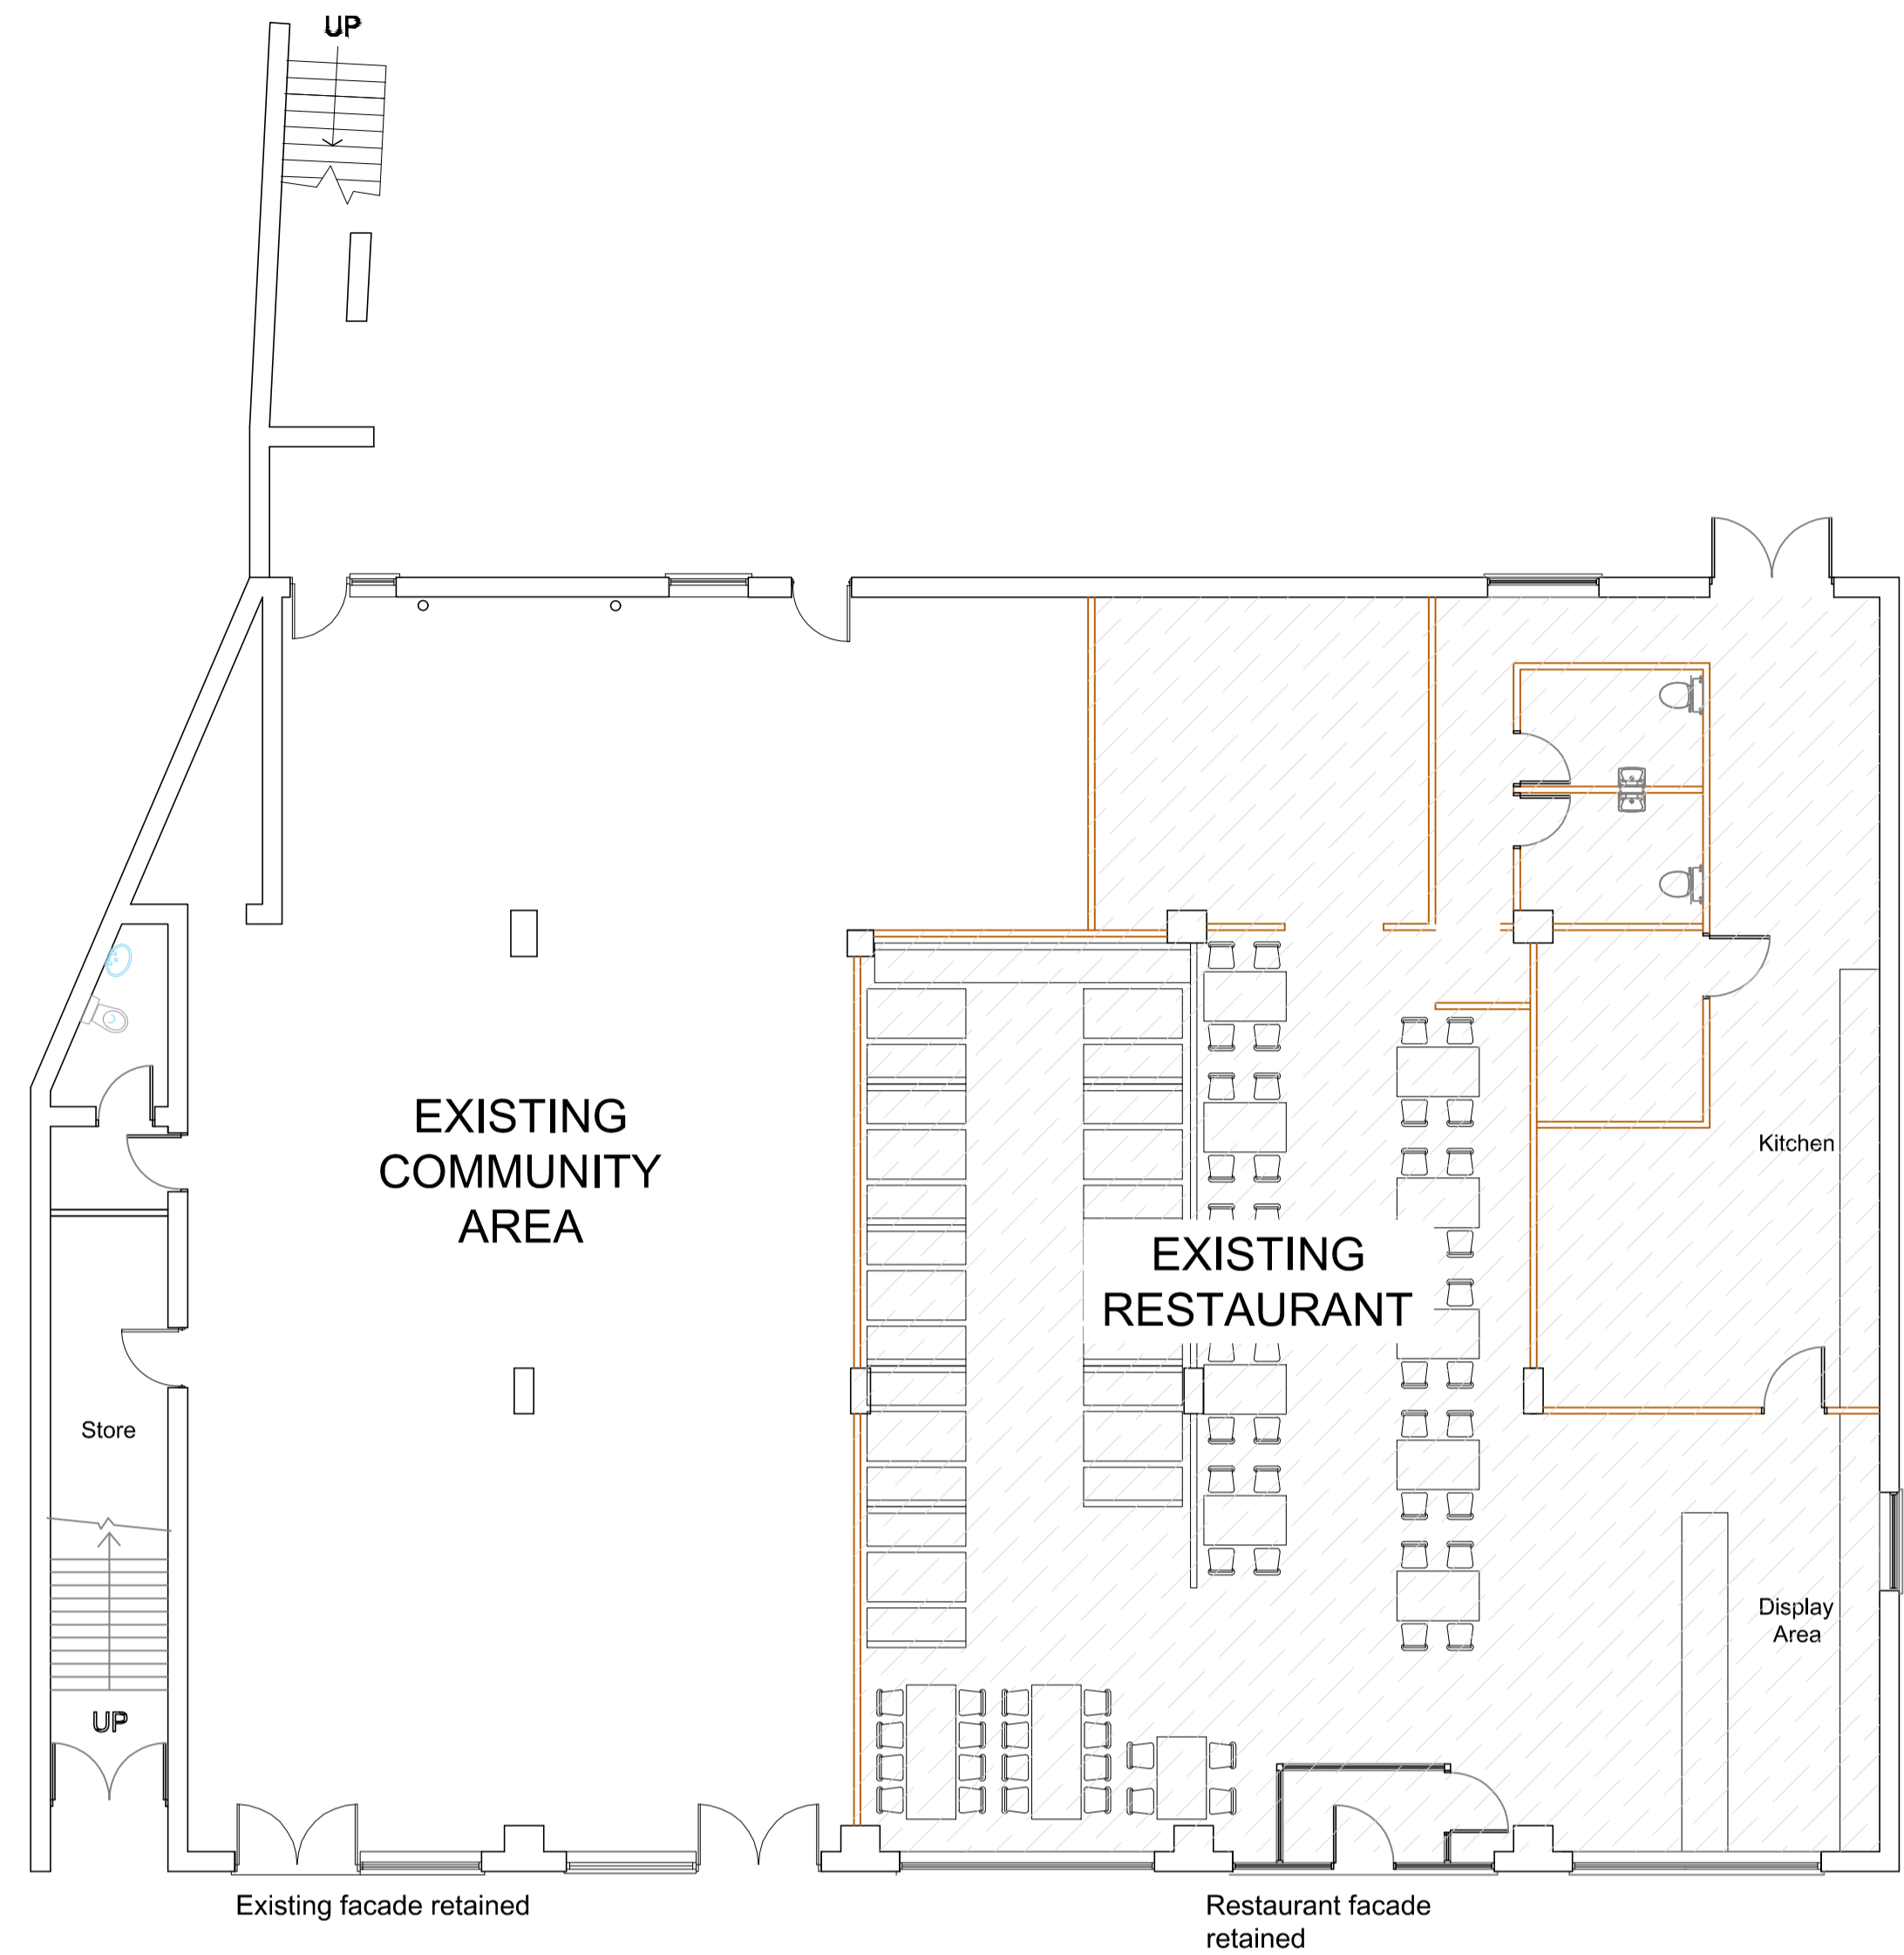 UP
EXISTING
COMMUNITY
AREA
Kitchen
EXISTING
RESTAURANT
Store
Display
Area
UP
Existing facade retained
Restaurant facade
retained